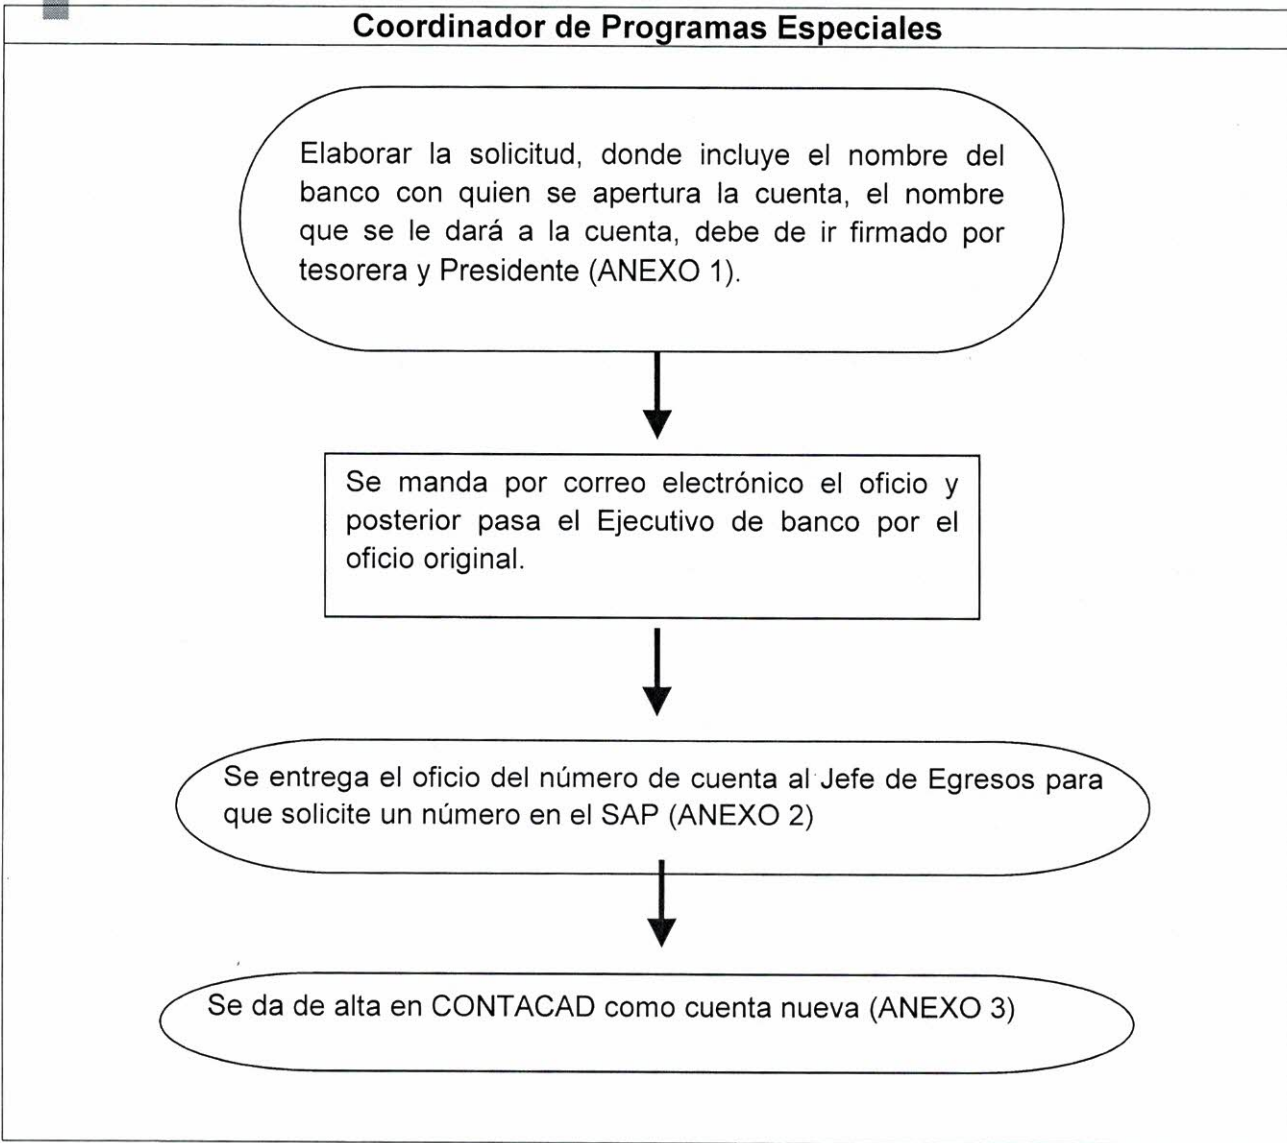 Coordinador de Programas Especiales
Elaborar la solicitud, donde incluye el nombre del
banco con quien se apertura la cuenta, el nombre
que se le dará a la cuenta, debe de ir firmado por
tesorera y Presidente (ANEXO 1).
Se manda por correo electrónico el oficio y
posterior pasa el Ejecutivo de banco por el
oficio original.
Se entrega el oficio del número de cuenta al Jefe de Egresos para
que solicite un número en el SAP (ANEXO 2)
Se da de alta en CONTACAD como cuenta nueva (ANEXO 3)